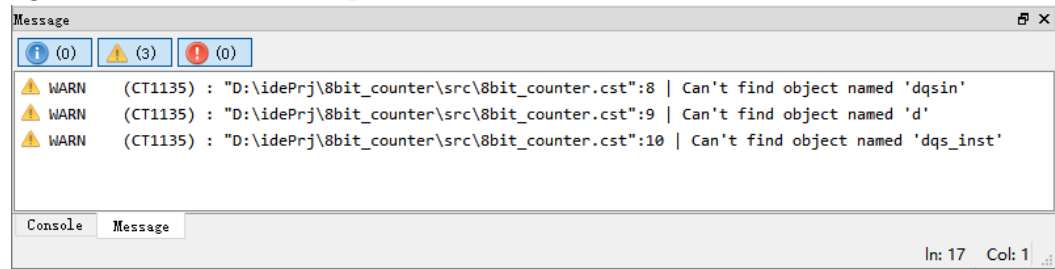 Message
(0) (3) (0)
WARN (CT1135) : "D:\idePrj\8bit_counter\src\8bit_counter.cst":8 | Can't find object named 'dqsin'
WARN (CT1135) : "D:\idePrj\8bit_counter\src\8bit_counter.cst":9 | Can't find object named 'd'
WARN (CT1135) : "D:\idePrj\8bit_counter\src\8bit_counter.cst":10 | Can't find object named 'dqs_inst'
Console Message
ln: 17 Col: 1